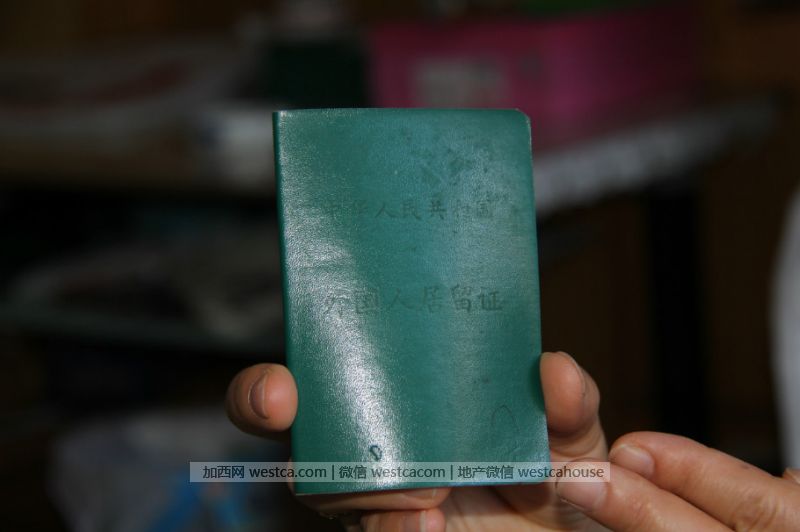 中华人民共和国
外国人居留证
加西网 westca.com | 微信 westcacom | 地产微信 westcahouse